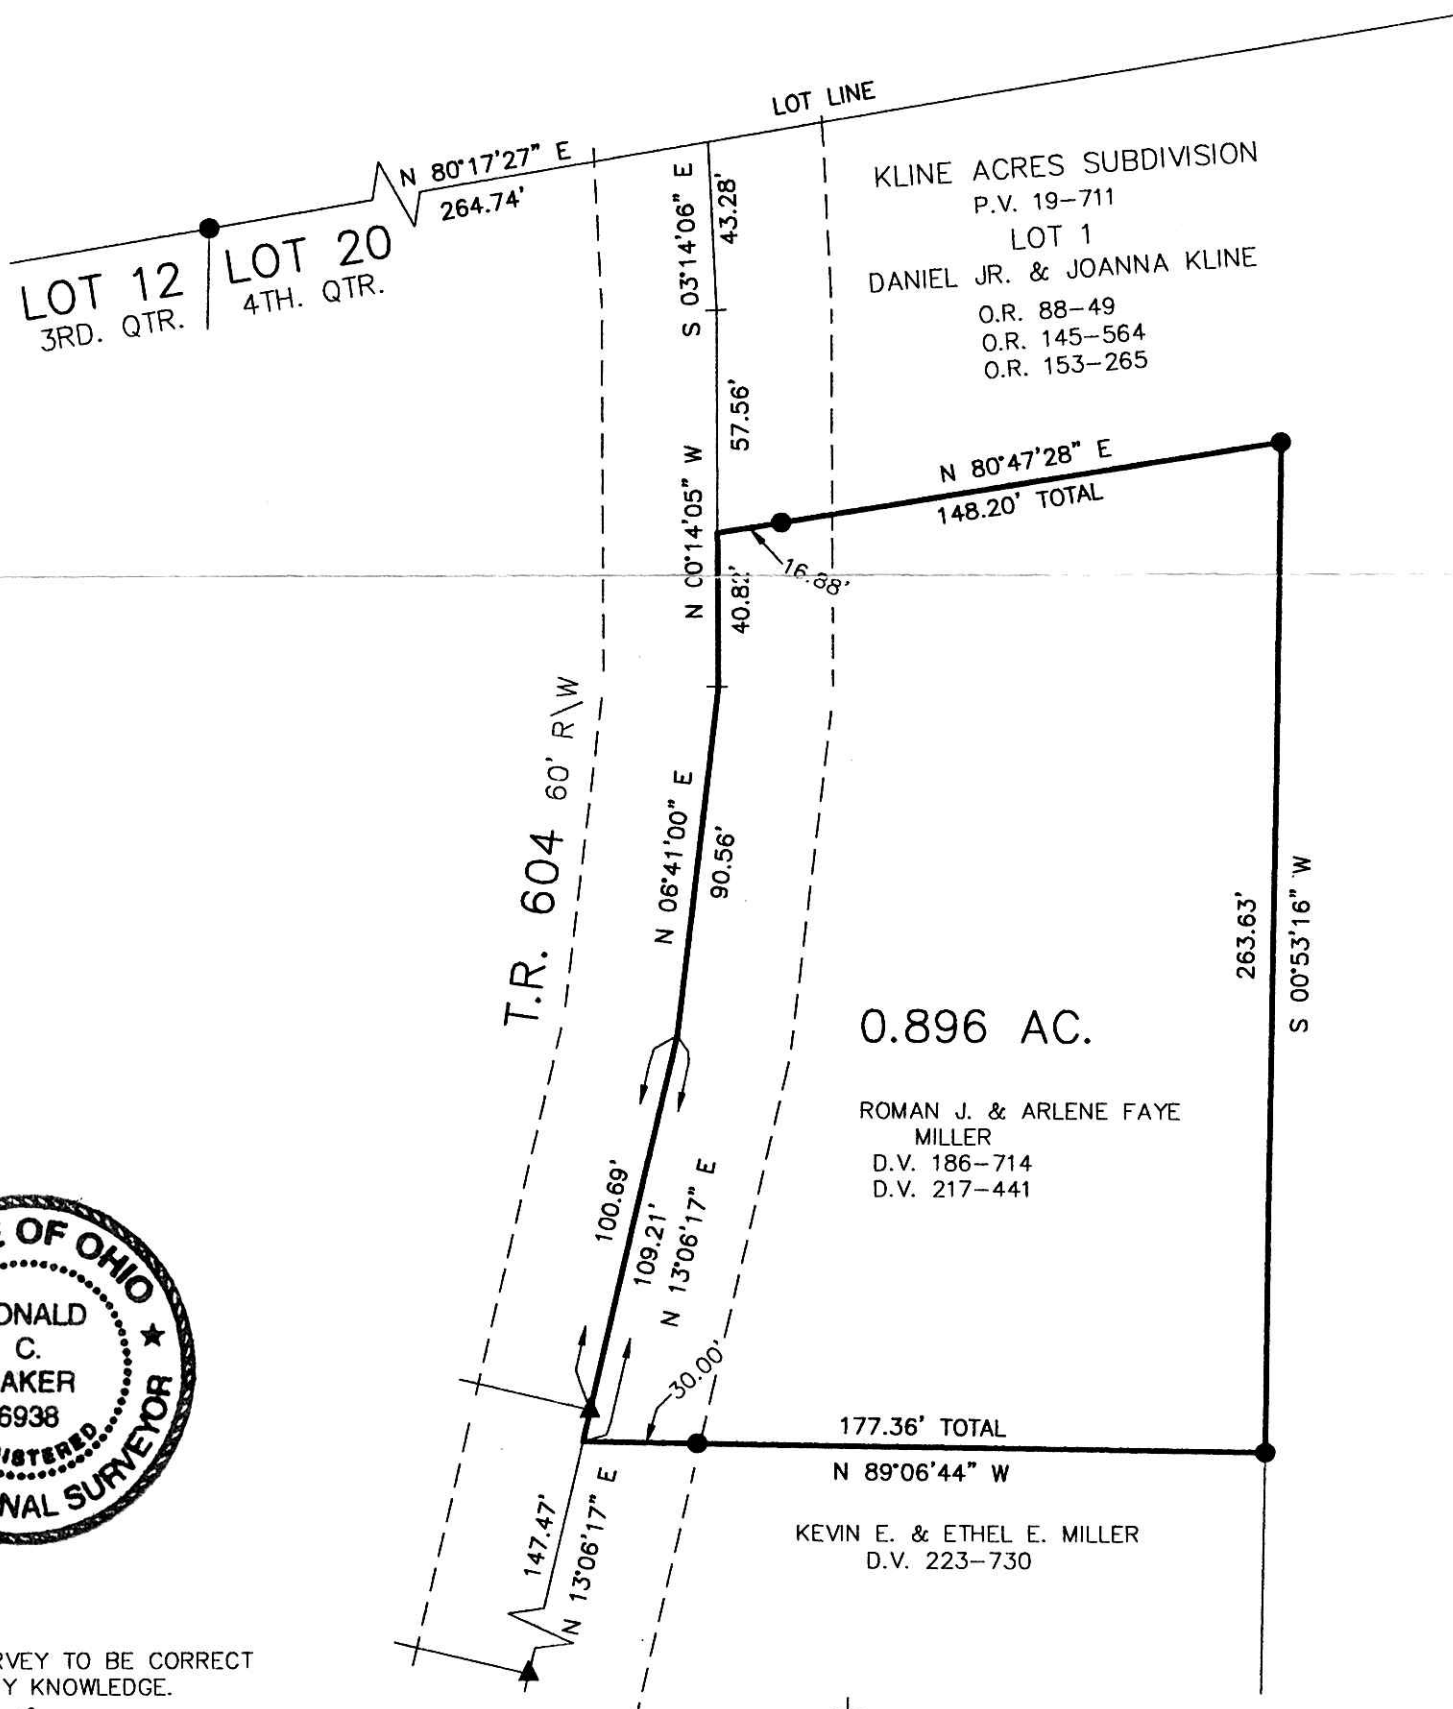 LOT LINE
N 80°17'27" E
264.74'
LOT 12
3RD. QTR.
LOT 20
4TH. QTR.
S 03°14'06" E
43.28'
KLINE ACRES SUBDIVISION
P.V. 19-711
LOT 1
DANIEL JR. & JOANNA KLINE
O.R. 88-49
O.R. 145-564
O.R. 153-265
57.56'
N 00°14'05" W
40.82'
N 80°47'28" E
148.20' TOTAL
16.88'
T.R. 604 60' R\W
N 06°41'00" E
90.56'
263.63'
S 00°53'16" W
0.896 AC.
ROMAN J. & ARLENE FAYE
MILLER
D.V. 186-714
D.V. 217-441
100.69'
109.21'
N 13°06'17" E
30.00'
177.36' TOTAL
N 89°06'44" W
147.47'
N 13°06'17" E
KEVIN E. & ETHEL E. MILLER
D.V. 223-730
E OF OHIO
ONALD
C.
AKER
6938
ISTERED
NAL SURVEYOR
RVEY TO BE CORRECT
Y KNOWLEDGE.